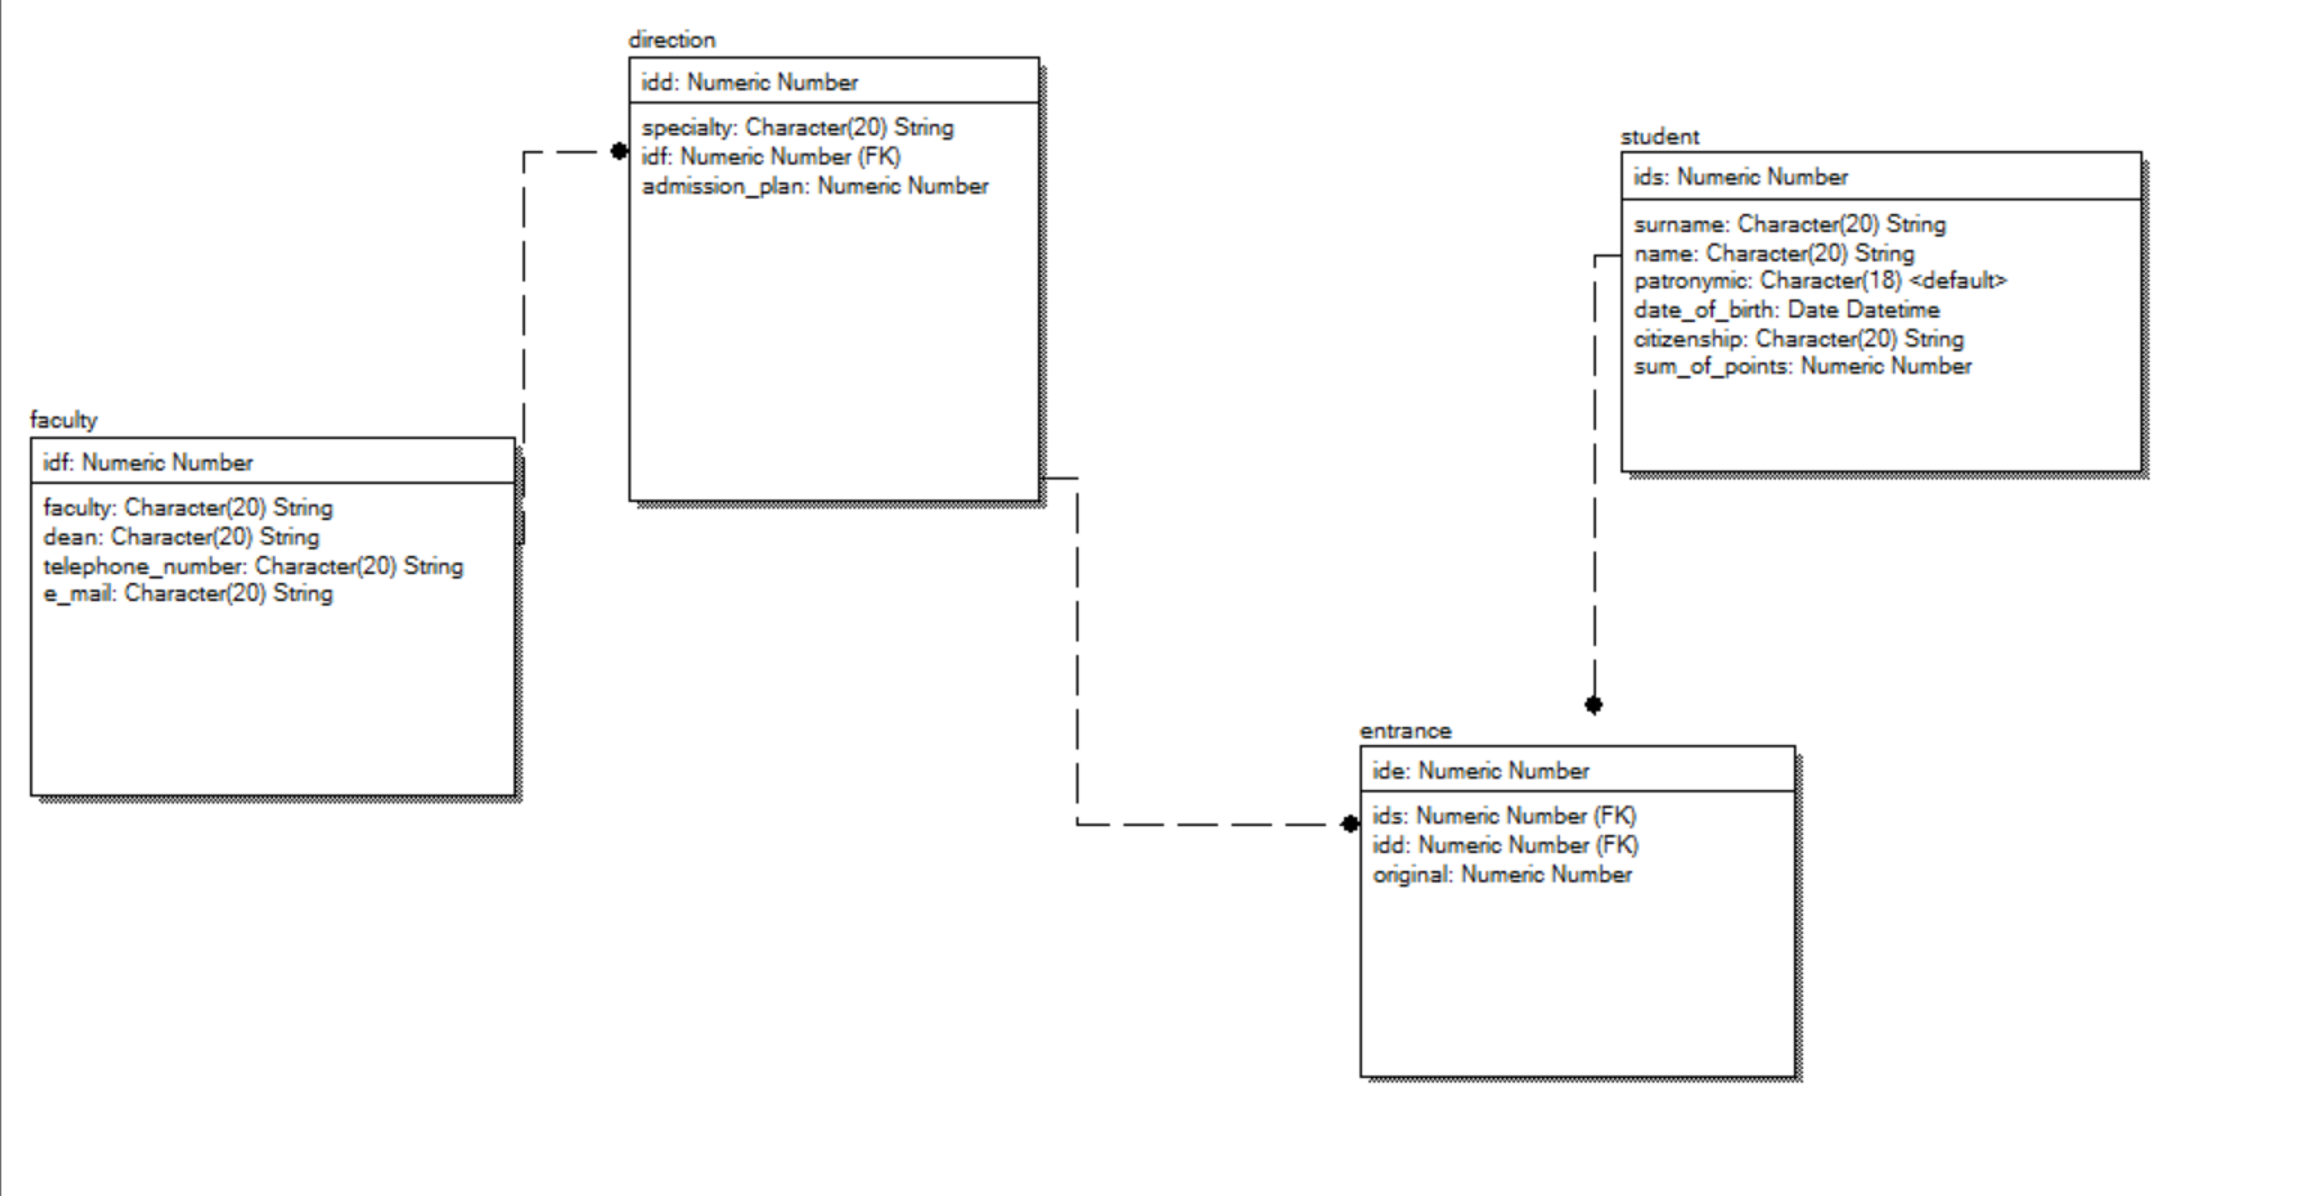 direction
idd: Numeric Number
specialty: Character(20) String
idf: Numeric Number (FK)
admission_plan: Numeric Number
student
ids: Numeric Number
surname: Character(20) String
name: Character(20) String
patronymic: Character(18) <default>
date_of_birth: Date Datetime
citizenship: Character(20) String
sum_of_points: Numeric Number
faculty
idf: Numeric Number
faculty: Character(20) String
dean: Character(20) String
telephone_number: Character(20) String
e_mail: Character(20) String
entrance
ide: Numeric Number
ids: Numeric Number (FK)
idd: Numeric Number (FK)
original: Numeric Number